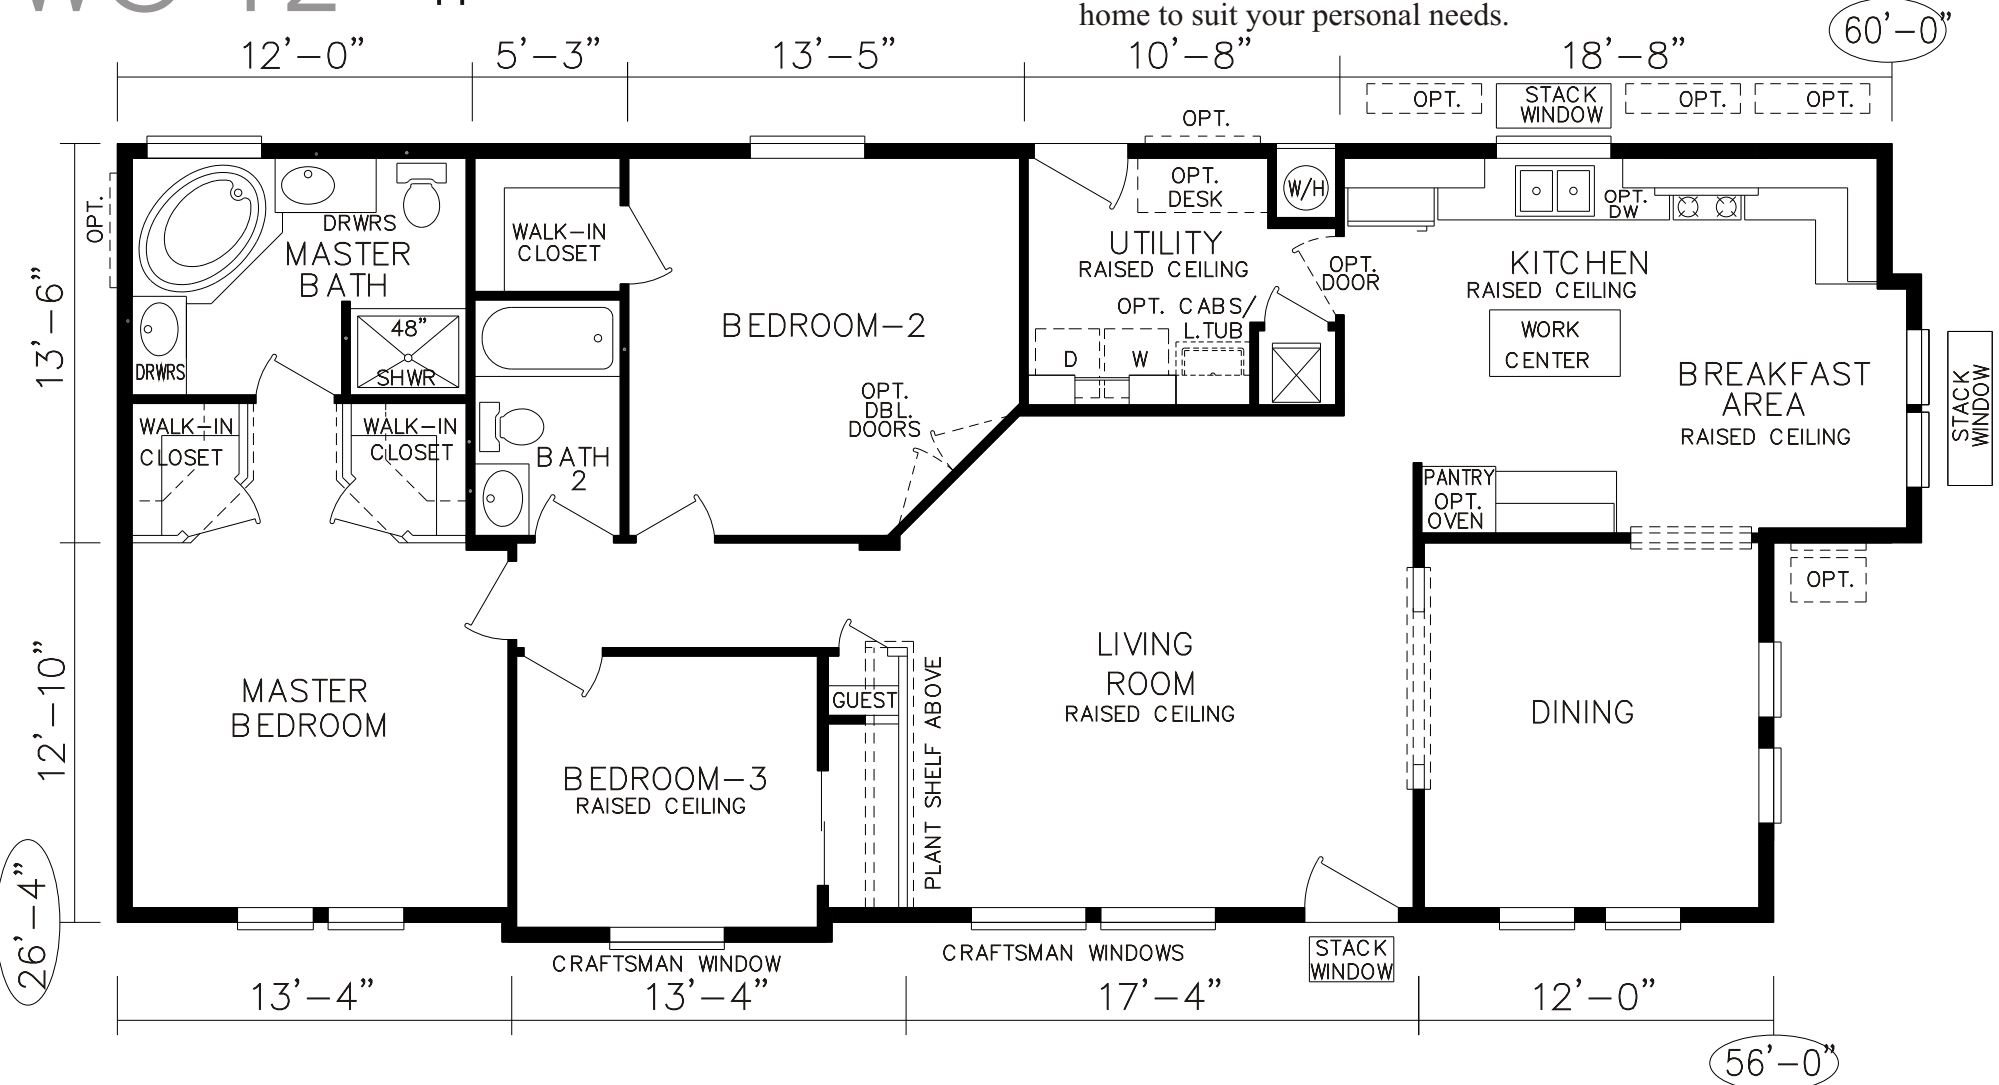 home to suit your personal needs.
60'-0"
12'-0"
5'-3"
13'-5"
10'-8"
18'-8"
OPT.
STACK
WINDOW
OPT.
OPT.
OPT.
OPT.
DRWRS
MASTER
BATH
48"
SHWR
DRWRS
WALK-IN
CLOSET
WALK-IN
CLOSET
WALK-IN
CLOSET
BATH
2
BEDROOM-2
OPT.
DBL.
DOORS
OPT.
DESK
W/H
UTILITY
RAISED CEILING
OPT.
DOOR
OPT. CABS/
L.TUB
D
W
OPT.
DW
KITCHEN
RAISED CEILING
WORK
CENTER
BREAKFAST
AREA
RAISED CEILING
STACK
WINDOW
PANTRY
OPT.
OVEN
OPT.
13'-6"
12'-10"
26'-4"
MASTER
BEDROOM
BEDROOM-3
RAISED CEILING
GUEST
PLANT SHELF ABOVE
LIVING
ROOM
RAISED CEILING
DINING
CRAFTSMAN WINDOW
CRAFTSMAN WINDOWS
STACK
WINDOW
13'-4"
13'-4"
17'-4"
12'-0"
56'-0"